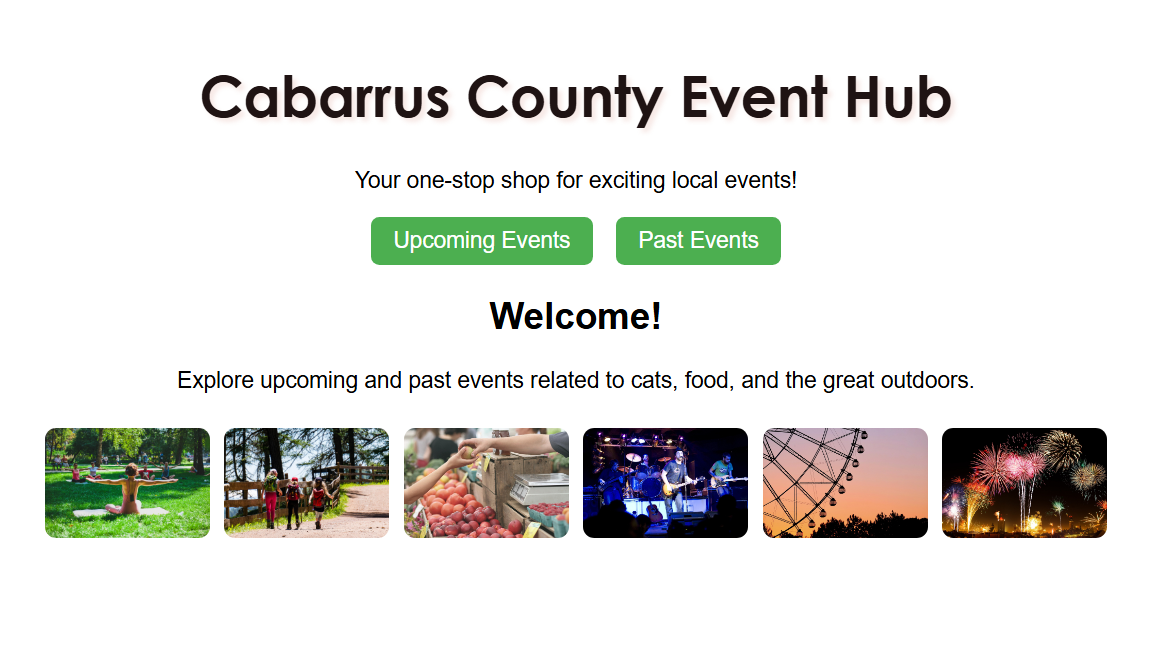 Cabarrus County Event Hub
Your one-stop shop for exciting local events!
Upcoming Events Past Events
Welcome!
Explore upcoming and past events related to cats, food, and the great outdoors.